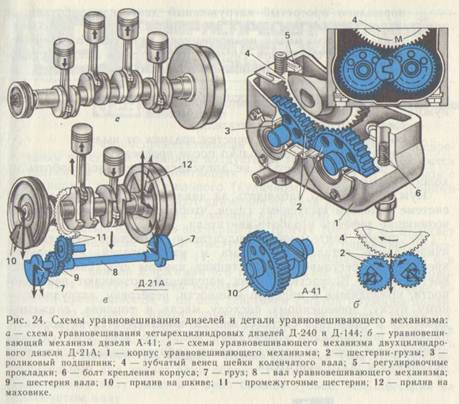 4
5
М
4
3
а
2
6
1
12
11
7
10
8
7
9
Д-21А
в
10
А-41
4
2
б
Рис. 24. Схемы уравновешивания дизелей и детали уравновешивающего механизма:
а — схема уравновешивания четырехцилиндровых дизелей Д-240 и Д-144; б — уравновеши-
вающий механизм дизеля А-41; в — схема уравновешивающего механизма двухцилиндро-
вого дизеля Д-21А; 1 — корпус уравновешивающего механизма; 2 — шестерни-грузы; 3 —
роликовый подшипник; 4 — зубчатый венец шейки коленчатого вала; 5 — регулировочные
прокладки; 6 — болт крепления корпуса; 7 — груз; 8 — вал уравновешивающего механизма;
9 — шестерня вала; 10 — прилив на шкиве; 11 — промежуточные шестерни; 12 — прилив на
маховике.